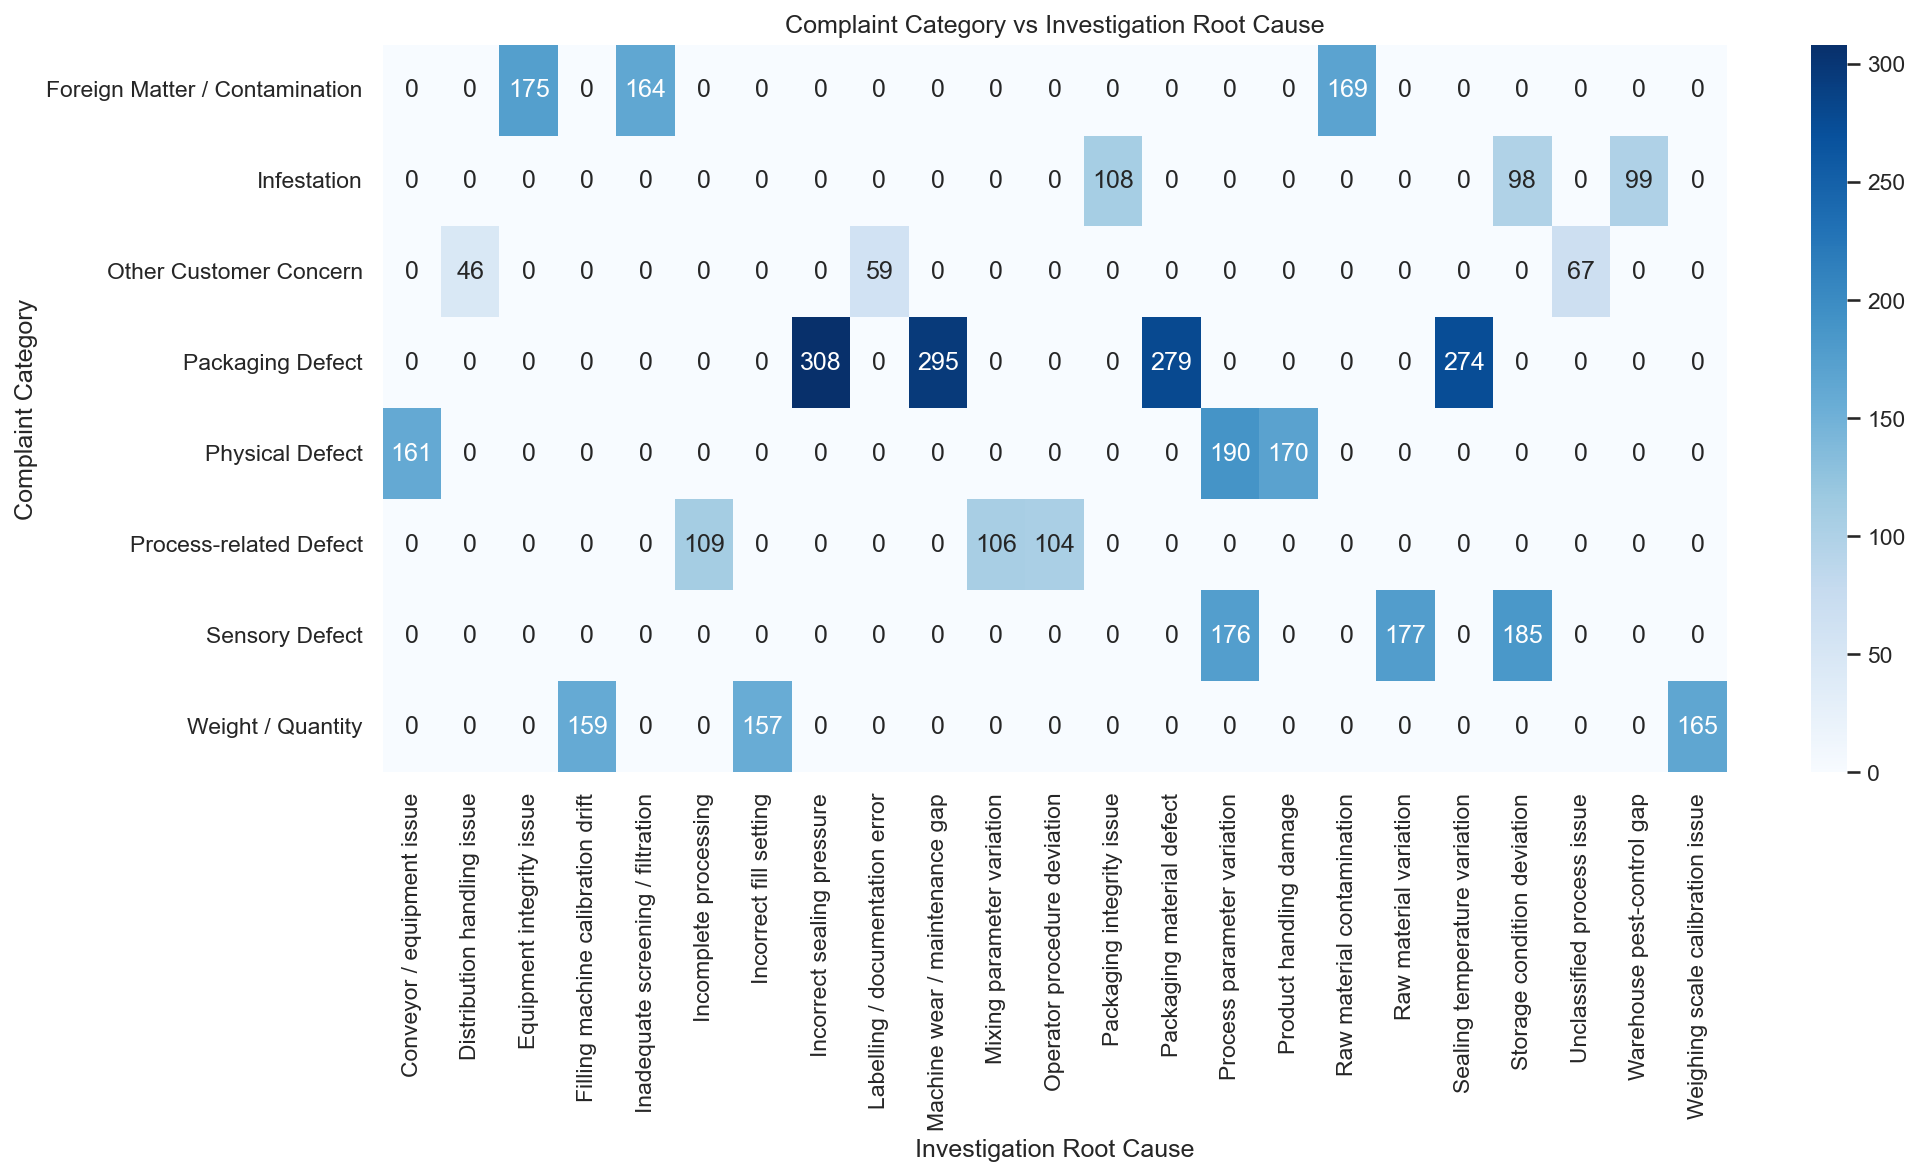 Complaint Category vs Investigation Root Cause
Complaint Category
Foreign Matter / Contamination 0 0 175 0 164 0 0 0 0 0 0 0 0 0 0 0 169 0 0 0 0 0 0
Infestation 0 0 0 0 0 0 0 0 0 0 0 0 108 0 0 0 0 0 0 98 0 99 0
Other Customer Concern 0 46 0 0 0 0 0 0 59 0 0 0 0 0 0 0 0 0 0 0 67 0 0
Packaging Defect 0 0 0 0 0 0 0 308 0 295 0 0 0 279 0 0 0 0 274 0 0 0 0
Physical Defect 161 0 0 0 0 0 0 0 0 0 0 0 0 0 190 170 0 0 0 0 0 0 0
Process-related Defect 0 0 0 0 0 109 0 0 0 0 106 104 0 0 0 0 0 0 0 0 0 0 0
Sensory Defect 0 0 0 0 0 0 0 0 0 0 0 0 0 0 176 0 0 177 0 185 0 0 0
Weight / Quantity 0 0 0 159 0 0 157 0 0 0 0 0 0 0 0 0 0 0 0 0 0 0 165
Conveyor / equipment issue
Distribution handling issue
Equipment integrity issue
Filling machine calibration drift
Inadequate screening / filtration
Incomplete processing
Incorrect fill setting
Incorrect sealing pressure
Labelling / documentation error
Machine wear / maintenance gap
Mixing parameter variation
Operator procedure deviation
Packaging integrity issue
Packaging material defect
Process parameter variation
Product handling damage
Raw material contamination
Raw material variation
Sealing temperature variation
Storage condition deviation
Unclassified process issue
Warehouse pest-control gap
Weighing scale calibration issue
Investigation Root Cause
300
250
200
150
100
50
0